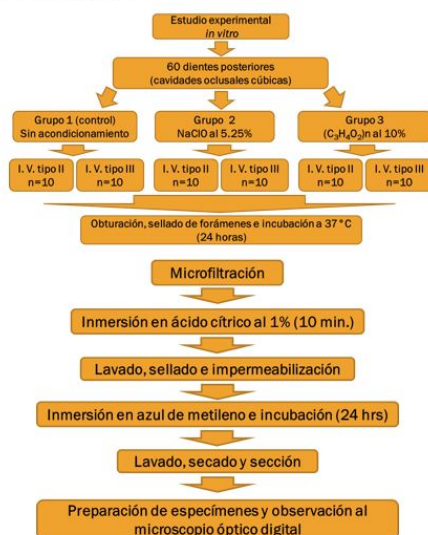 Estudio experimental
in vitro
60 dientes posteriores
(cavidades oclusales cúbicas)
Grupo 1 (control)
Sin acondicionamiento
Grupo 2
NaClO al 5.25%
Grupo 3
(C₃H₄O₂)n al 10%
I. V. tipo II
n=10
I. V. tipo III
n=10
I. V. tipo II
n=10
I. V. tipo III
n=10
I. V. tipo II
n=10
I. V. tipo III
n=10
Obturación, sellado de forámenes e incubación a 37°C
(24 horas)
Microfiltración
Inmersión en ácido cítrico al 1% (10 min.)
Lavado, sellado e impermeabilización
Inmersión en azul de metileno e incubación (24 hrs)
Lavado, secado y sección
Preparación de especímenes y observación al
microscopio óptico digital